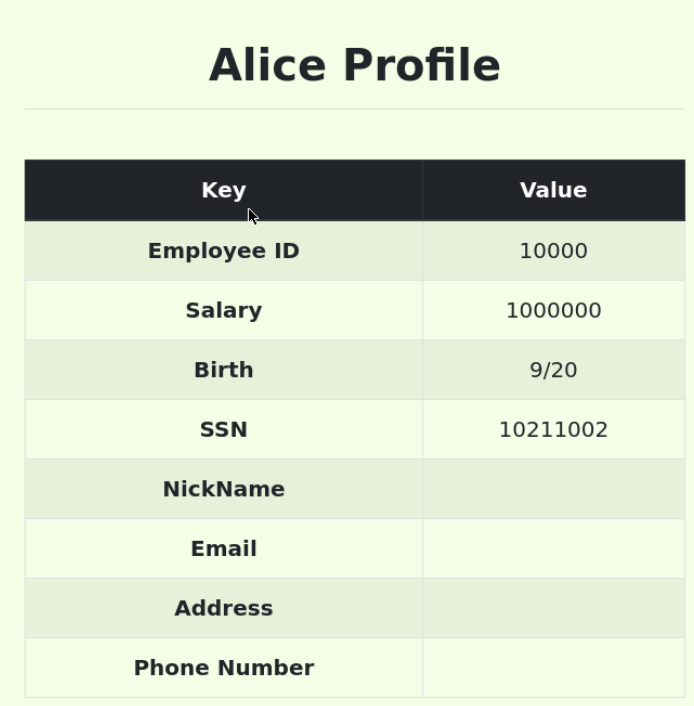 Alice Profile
Key Value
Employee ID 10000
Salary 1000000
Birth 9/20
SSN 10211002
NickName
Email
Address
Phone Number